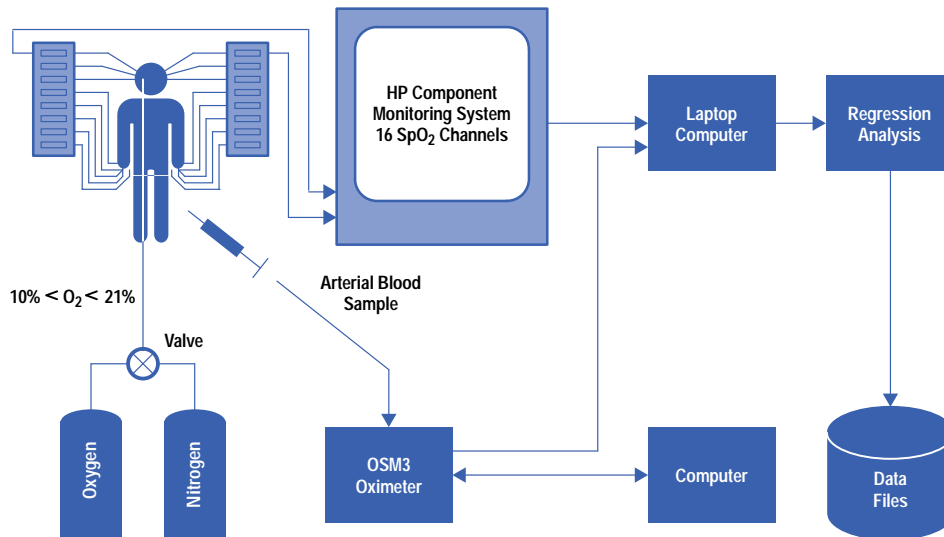 HP Component
Monitoring System
16 SpO₂ Channels
Laptop
Computer
Regression
Analysis
10% < O₂ < 21%
Arterial Blood
Sample
Valve
Oxygen
Nitrogen
OSM3
Oximeter
Computer
Data
Files